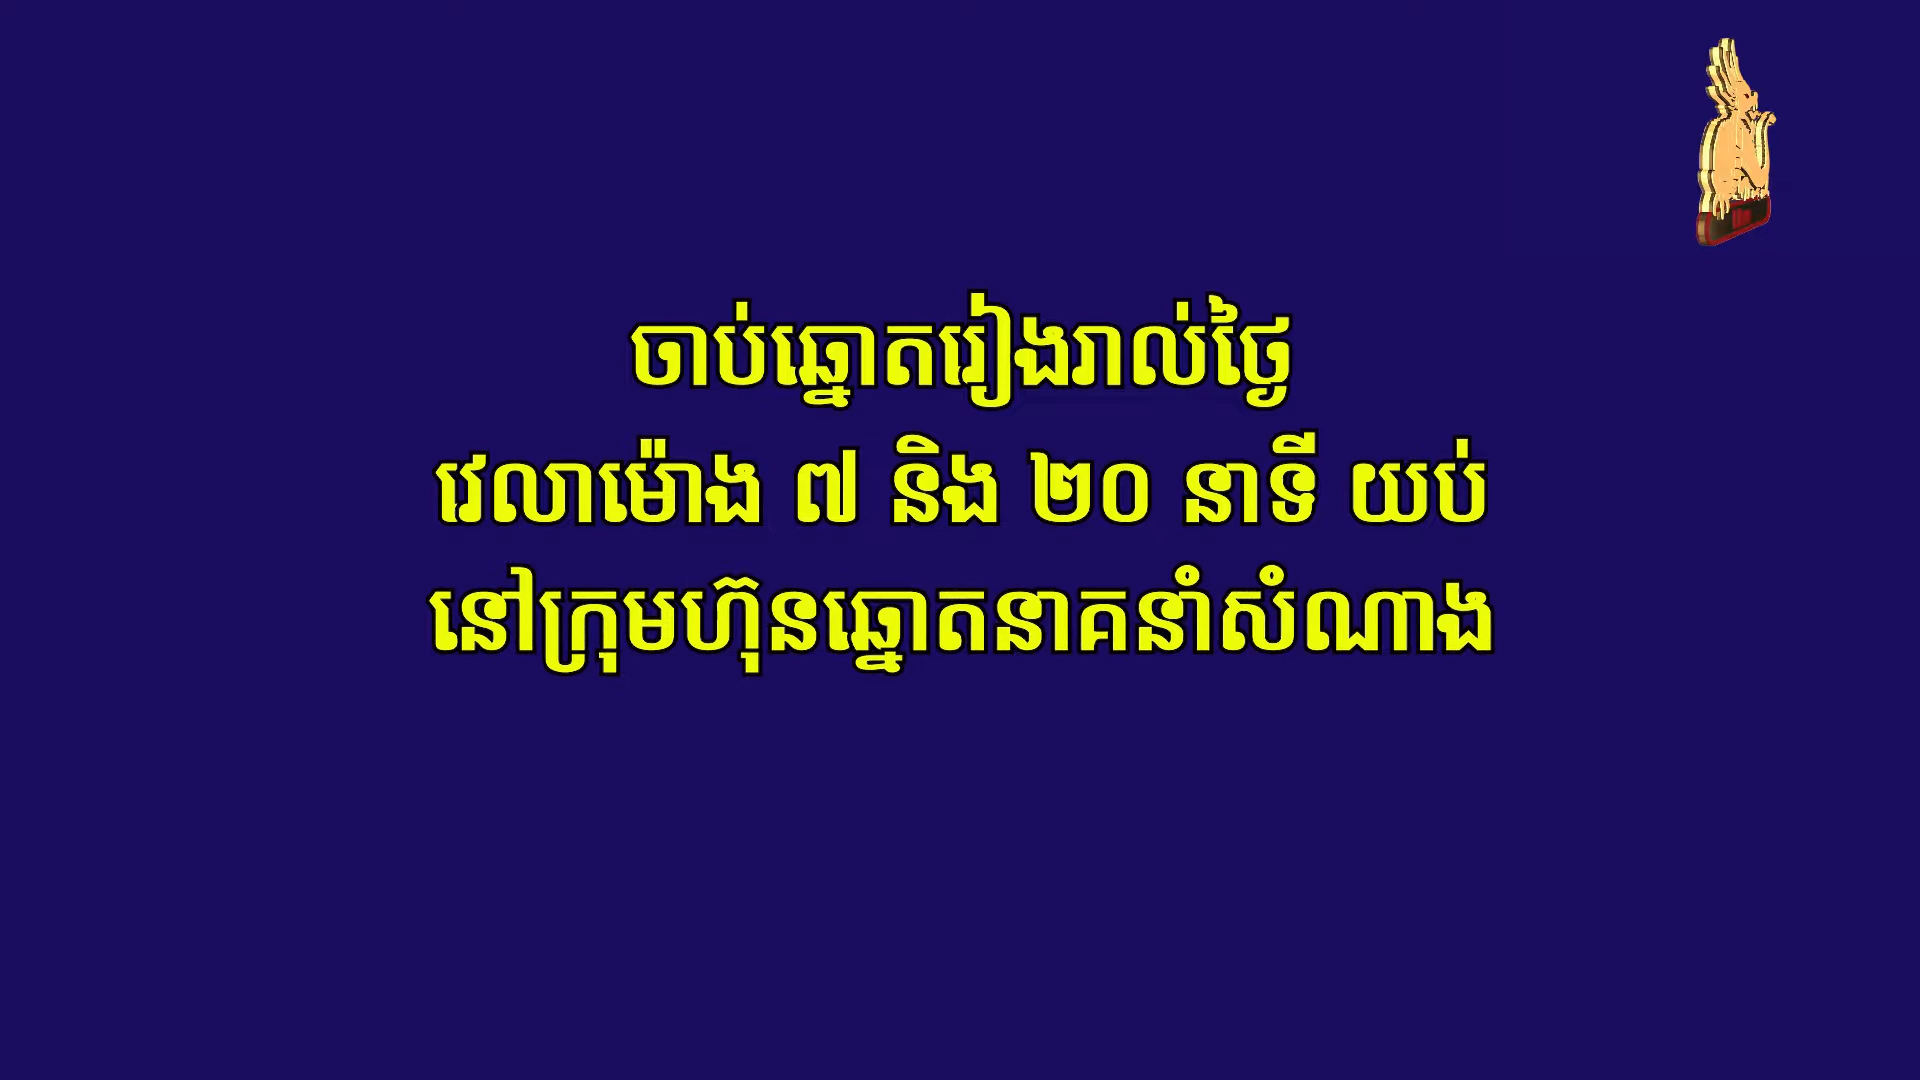 ចាប់ឆ្នោតរៀងរាល់ថ្ងៃ
វេលាម៉ោង ៧ និង ២០ នាទី យប់
នៅក្រុមហ៊ុនឆ្នោតនាគនាំសំណាង